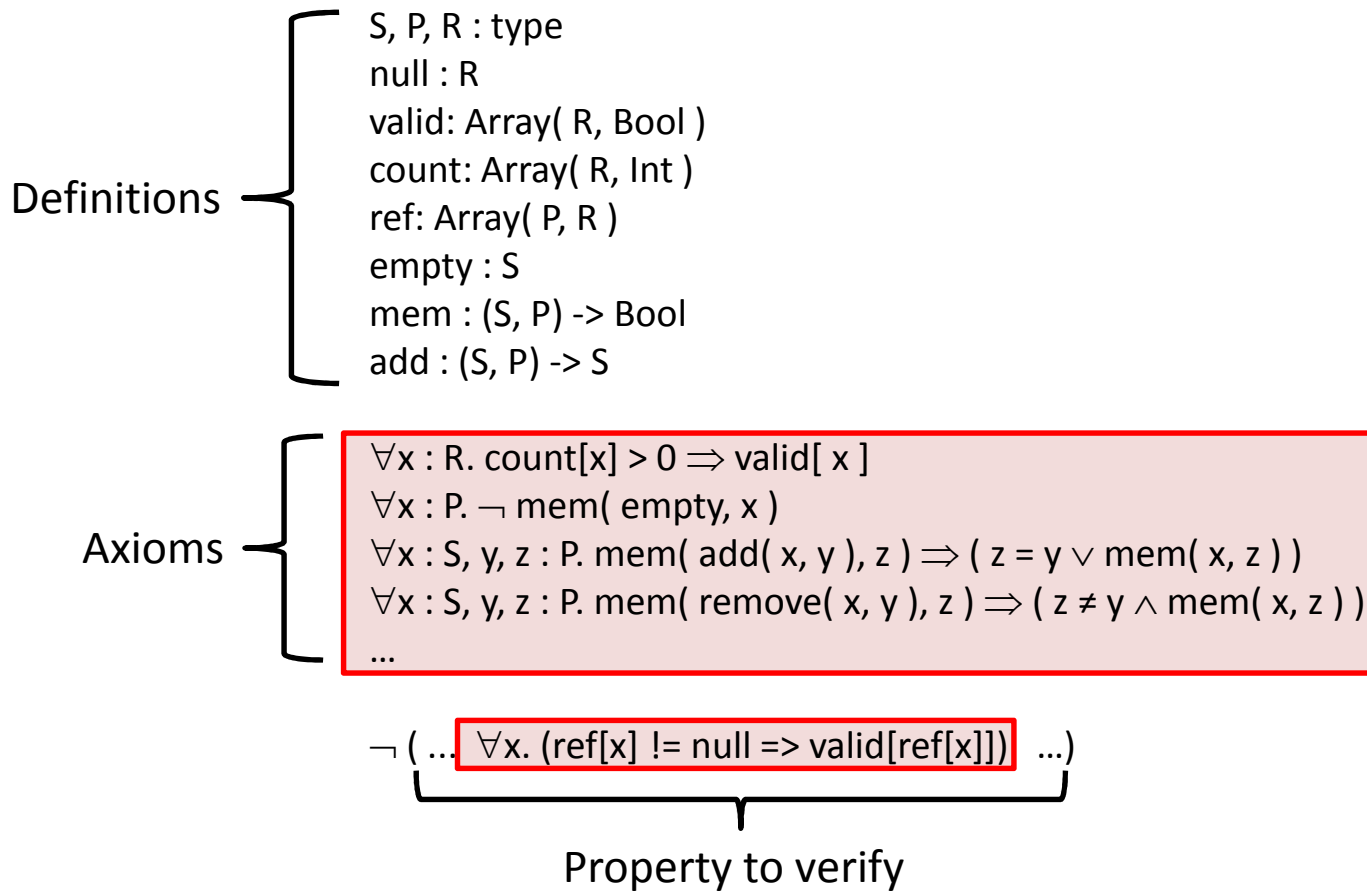 Definitions
S, P, R : type
null : R
valid: Array( R, Bool )
count: Array( R, Int )
ref: Array( P, R )
empty : S
mem : (S, P) -> Bool
add : (S, P) -> S
Axioms
∀x : R. count[x] > 0 ⇒ valid[ x ]
∀x : P. ¬ mem( empty, x )
∀x : S, y, z : P. mem( add( x, y ), z ) ⇒ ( z = y ∨ mem( x, z ) )
∀x : S, y, z : P. mem( remove( x, y ), z ) ⇒ ( z ≠ y ∧ mem( x, z ) )
...
¬ ( ... ∀x. (ref[x] != null => valid[ref[x]]) ...)
Property to verify